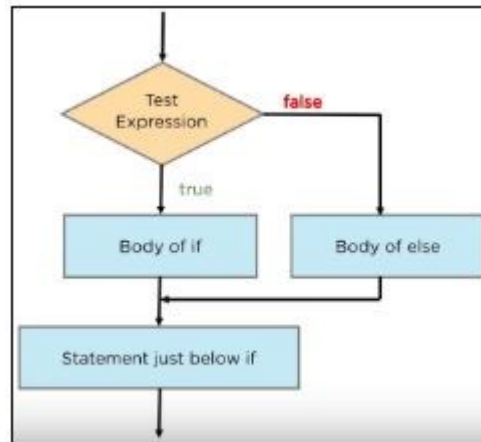 Test
Expression
false
true
Body of if
Body of else
Statement just below if